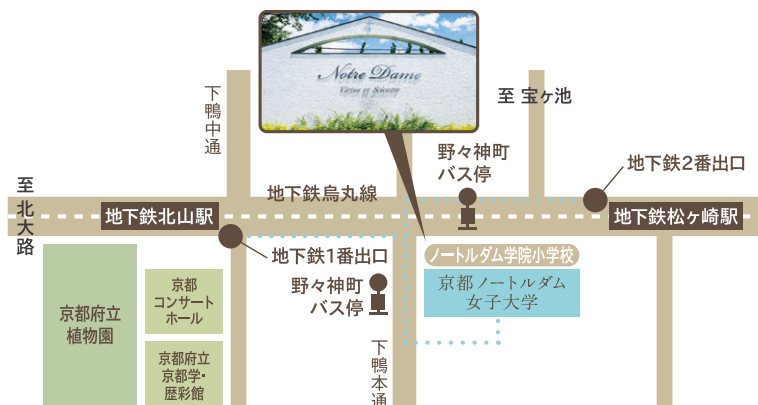 Notre Dame
Virtus et Scientia
下鴨中通
至 宝ヶ池
野々神町
バス停
地下鉄2番出口
至 北大路
地下鉄烏丸線
地下鉄北山駅
地下鉄松ヶ崎駅
地下鉄1番出口
ノートルダム学院小学校
京都ノートルダム
女子大学
野々神町
バス停
京都府立
植物園
京都
コンサート
ホール
京都府立
京都学・
歴彩館
下鴨本通